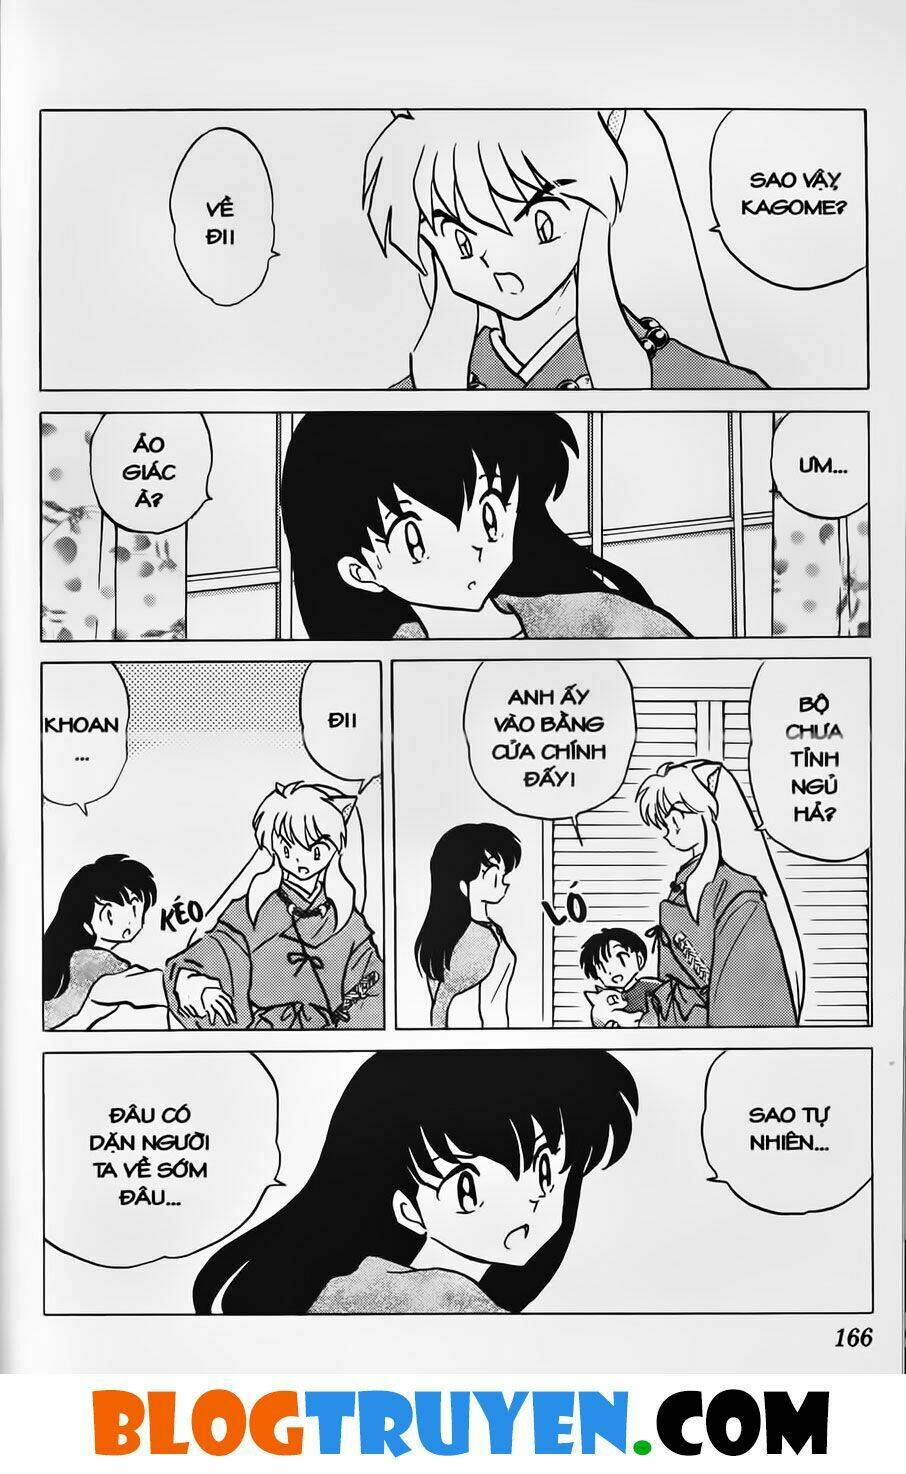 SAO VẬY,
KAGOME?
VỀ
ĐI!
ƯM...
ẢO
GIÁC
À?
BỘ
CHƯA
TỈNH
NGỦ
HẢ?
ANH ẤY
VÀO BẰNG
CỬA CHÍNH
ĐẤY!
LÓ
ĐI!
KHOAN
...
KÉO
SAO TỰ
NHIÊN...
ĐÂU CÓ
DẶN NGƯỜI
TA VỀ SỚM
ĐÂU...
166
BLOGTRUYEN.COM